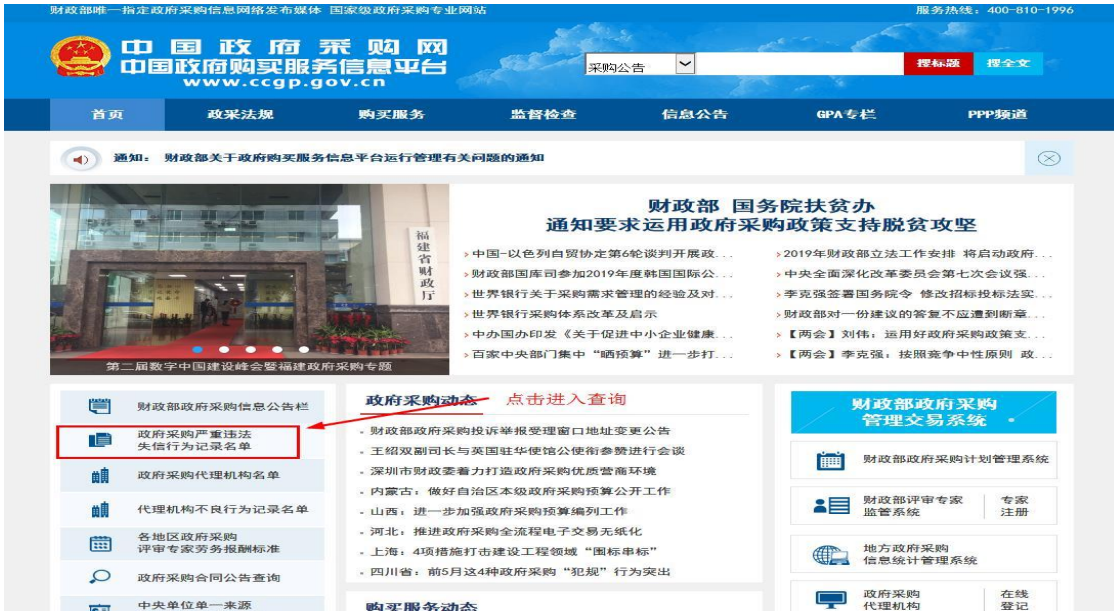 财政部唯一指定政府采购信息网络发布媒体 国家级政府采购专业网站
服务热线：400-810-1996
中国政府采购网
中国政府购买服务信息平台
www.ccgp.gov.cn
采购公告
搜标题
搜全文
首页
政采法规
购买服务
监督检查
信息公告
GPA专栏
PPP频道
通知： 财政部关于政府购买服务信息平台运行管理有关问题的通知
福建省财政厅
第二届数字中国建设峰会暨福建政府采购专题
财政部 国务院扶贫办
通知要求运用政府采购政策支持脱贫攻坚
中国-以色列自贸协定第6轮谈判开展政...
财政部国库司参加2019年度韩国国际公...
世界银行关于采购需求管理的经验及对...
世界银行采购体系改革及启示
中办国办印发《关于促进中小企业健康...
百家中央部门集中“晒预算”进一步打...
2019年财政部立法工作安排 将启动政府...
中央全面深化改革委员会第七次会议强...
李克强签署国务院令 修改招标投标法实...
财政部对一份建议的答复不应遭到断章...
【两会】刘伟：运用好政府采购政策支...
【两会】李克强：按照竞争中性原则 政...
财政部政府采购信息公告栏
政府采购严重违法
失信行为记录名单
政府采购代理机构名单
代理机构不良行为记录名单
各地区政府采购
评审专家劳务报酬标准
政府采购合同公告查询
中央单位单一来源
政府采购动态
点击进入查询
财政部政府采购投诉举报受理窗口地址变更公告
王绍双副司长与英国驻华使馆公使衔参赞进行会谈
深圳市财政委着力打造政府采购优质营商环境
内蒙古：做好自治区本级政府采购预算公开工作
山西：进一步加强政府采购预算编列工作
河北：推进政府采购全流程电子交易无纸化
上海：4项措施打击建设工程领域“围标串标”
四川省：前5月这4种政府采购“犯规”行为突出
购买服务动态
财政部政府采购
管理交易系统
财政部政府采购计划管理系统
财政部评审专家
监管系统
专家
注册
地方政府采购
信息统计管理系统
政府采购
代理机构
在线
登记